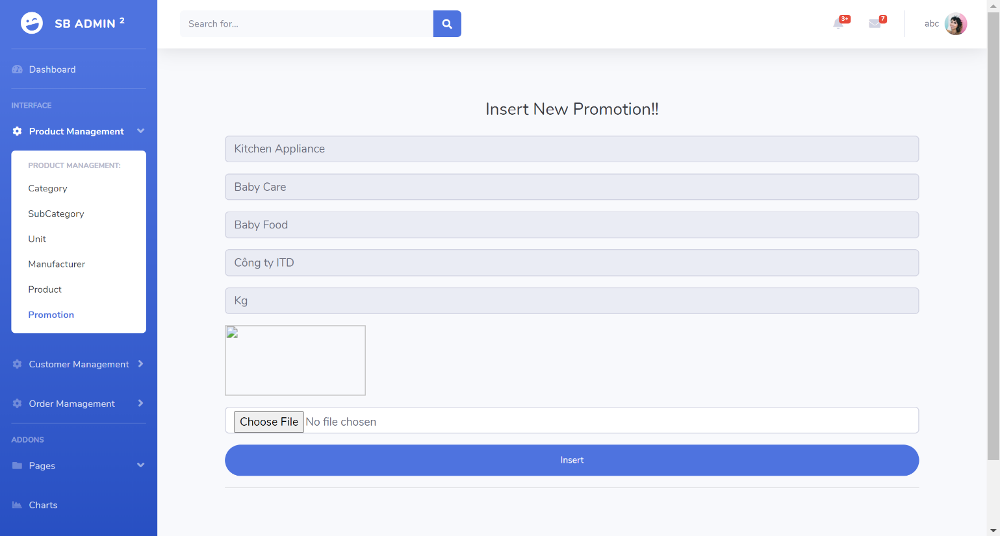 SB ADMIN 2
Search for...
3+
7
abc
Dashboard
INTERFACE
Product Management
PRODUCT MANAGEMENT:
Category
SubCategory
Unit
Manufacturer
Product
Promotion
Customer Management
Order Mamagement
ADDONS
Pages
Charts
Insert New Promotion!!
Kitchen Appliance
Baby Care
Baby Food
Công ty ITD
Kg
Choose File No file chosen
Insert